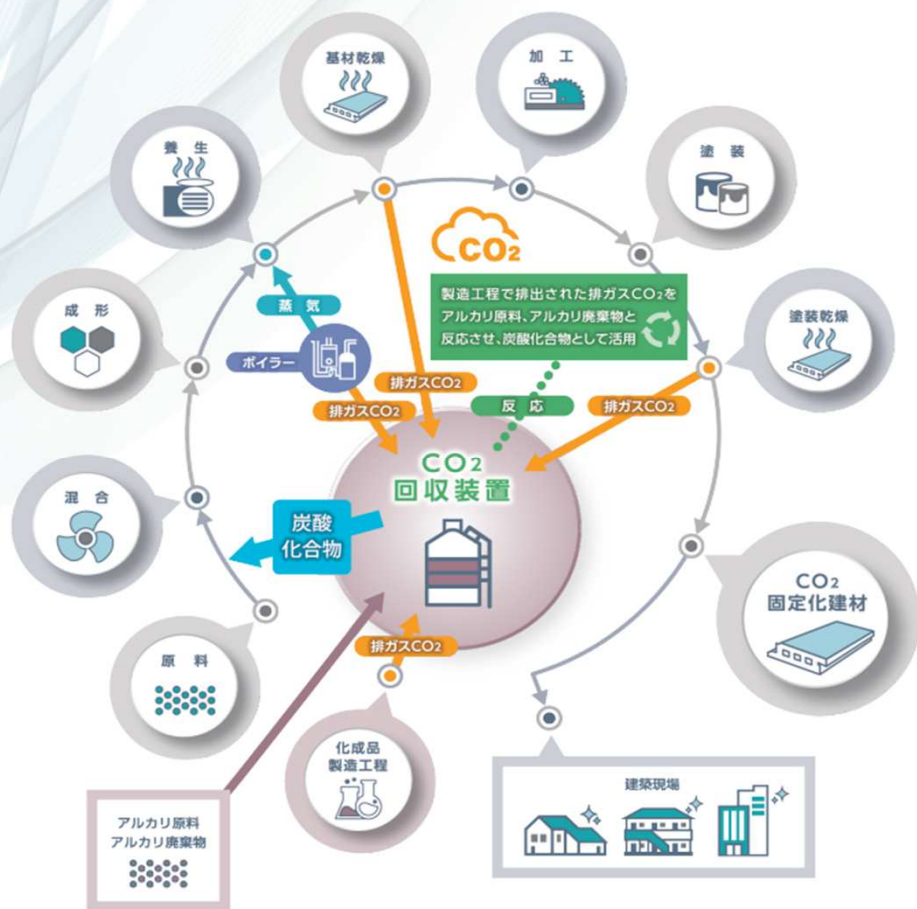 基材乾燥
加工
養生
塗装
CO2
製造工程で排出された排ガスCO2を
アルカリ原料、アルカリ廃棄物と
反応させ、炭酸化合物として活用
蒸気
成形
塗装乾燥
ボイラー
排ガスCO2
排ガスCO2
反応
排ガスCO2
CO2
回収装置
混合
炭酸
化合物
CO2
固定化建材
排ガスCO2
原料
化成品
製造工程
建築現場
アルカリ原料
アルカリ廃棄物